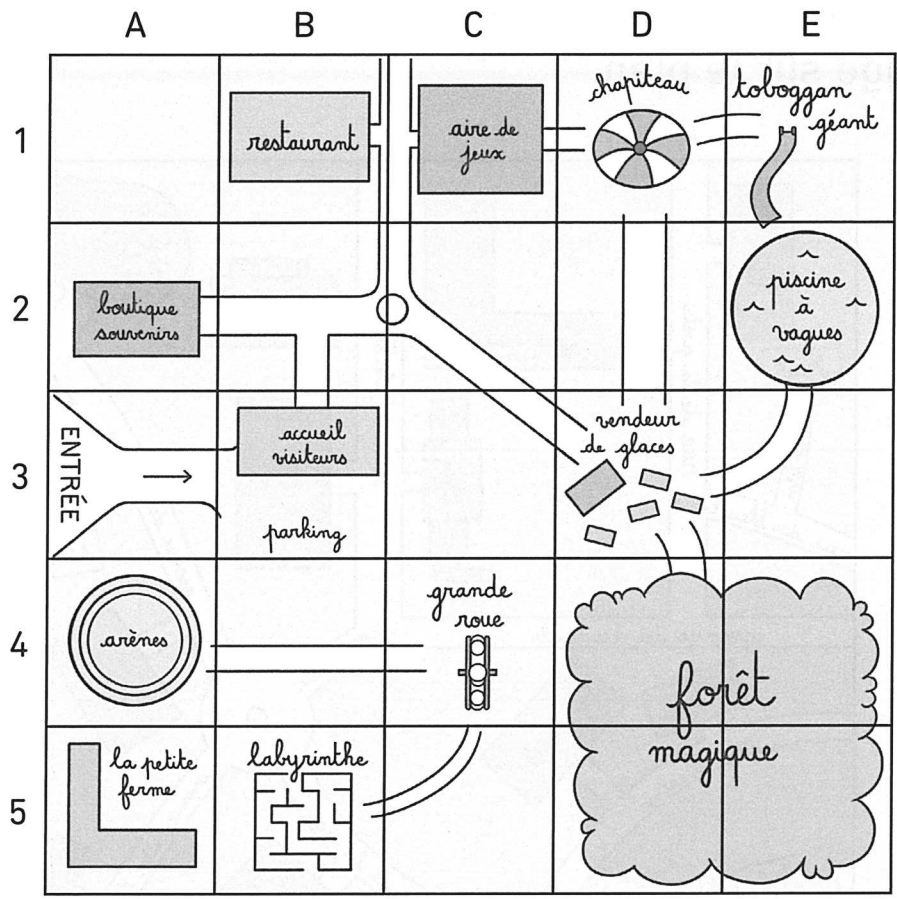 A B C D E
1
restaurant
aire de
jeux
chapiteau
toboggan
géant
2
boutique
souvenirs
piscine
à
vagues
3
ENTRÉE
accueil
visiteurs
parking
vendeur
de glaces
4
arènes
grande
roue
forêt
magique
5
la petite
ferme
labyrinthe